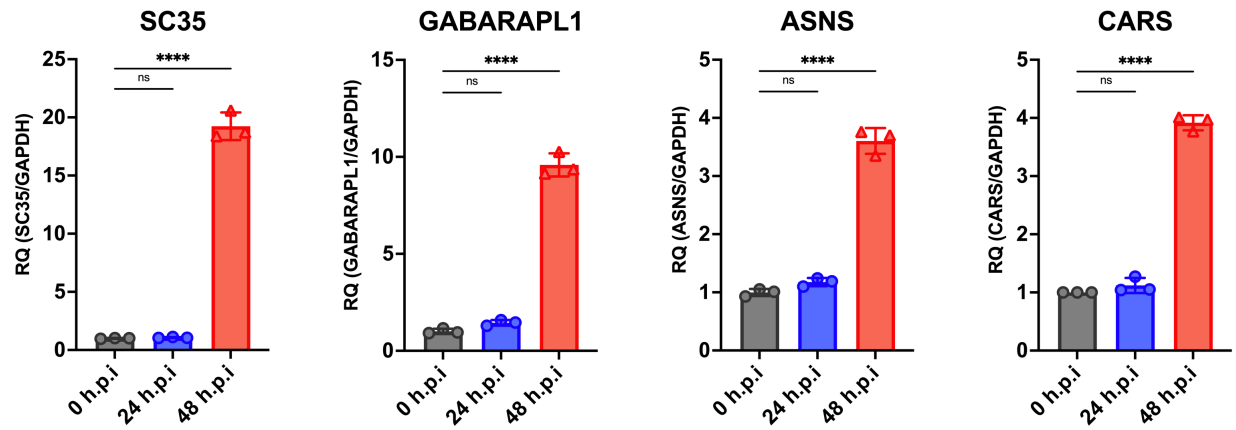 SC35
GABARAPL1
ASNS
CARS
RQ (SC35/GAPDH)
25
20
15
10
5
0
****
ns
0 h.p.i
24 h.p.i
48 h.p.i
RQ (GABARAPL1/GAPDH)
15
10
5
0
****
ns
0 h.p.i
24 h.p.i
48 h.p.i
RQ (ASNS/GAPDH)
5
4
3
2
1
0
****
ns
0 h.p.i
24 h.p.i
48 h.p.i
RQ (CARS/GAPDH)
5
4
3
2
1
0
****
ns
0 h.p.i
24 h.p.i
48 h.p.i